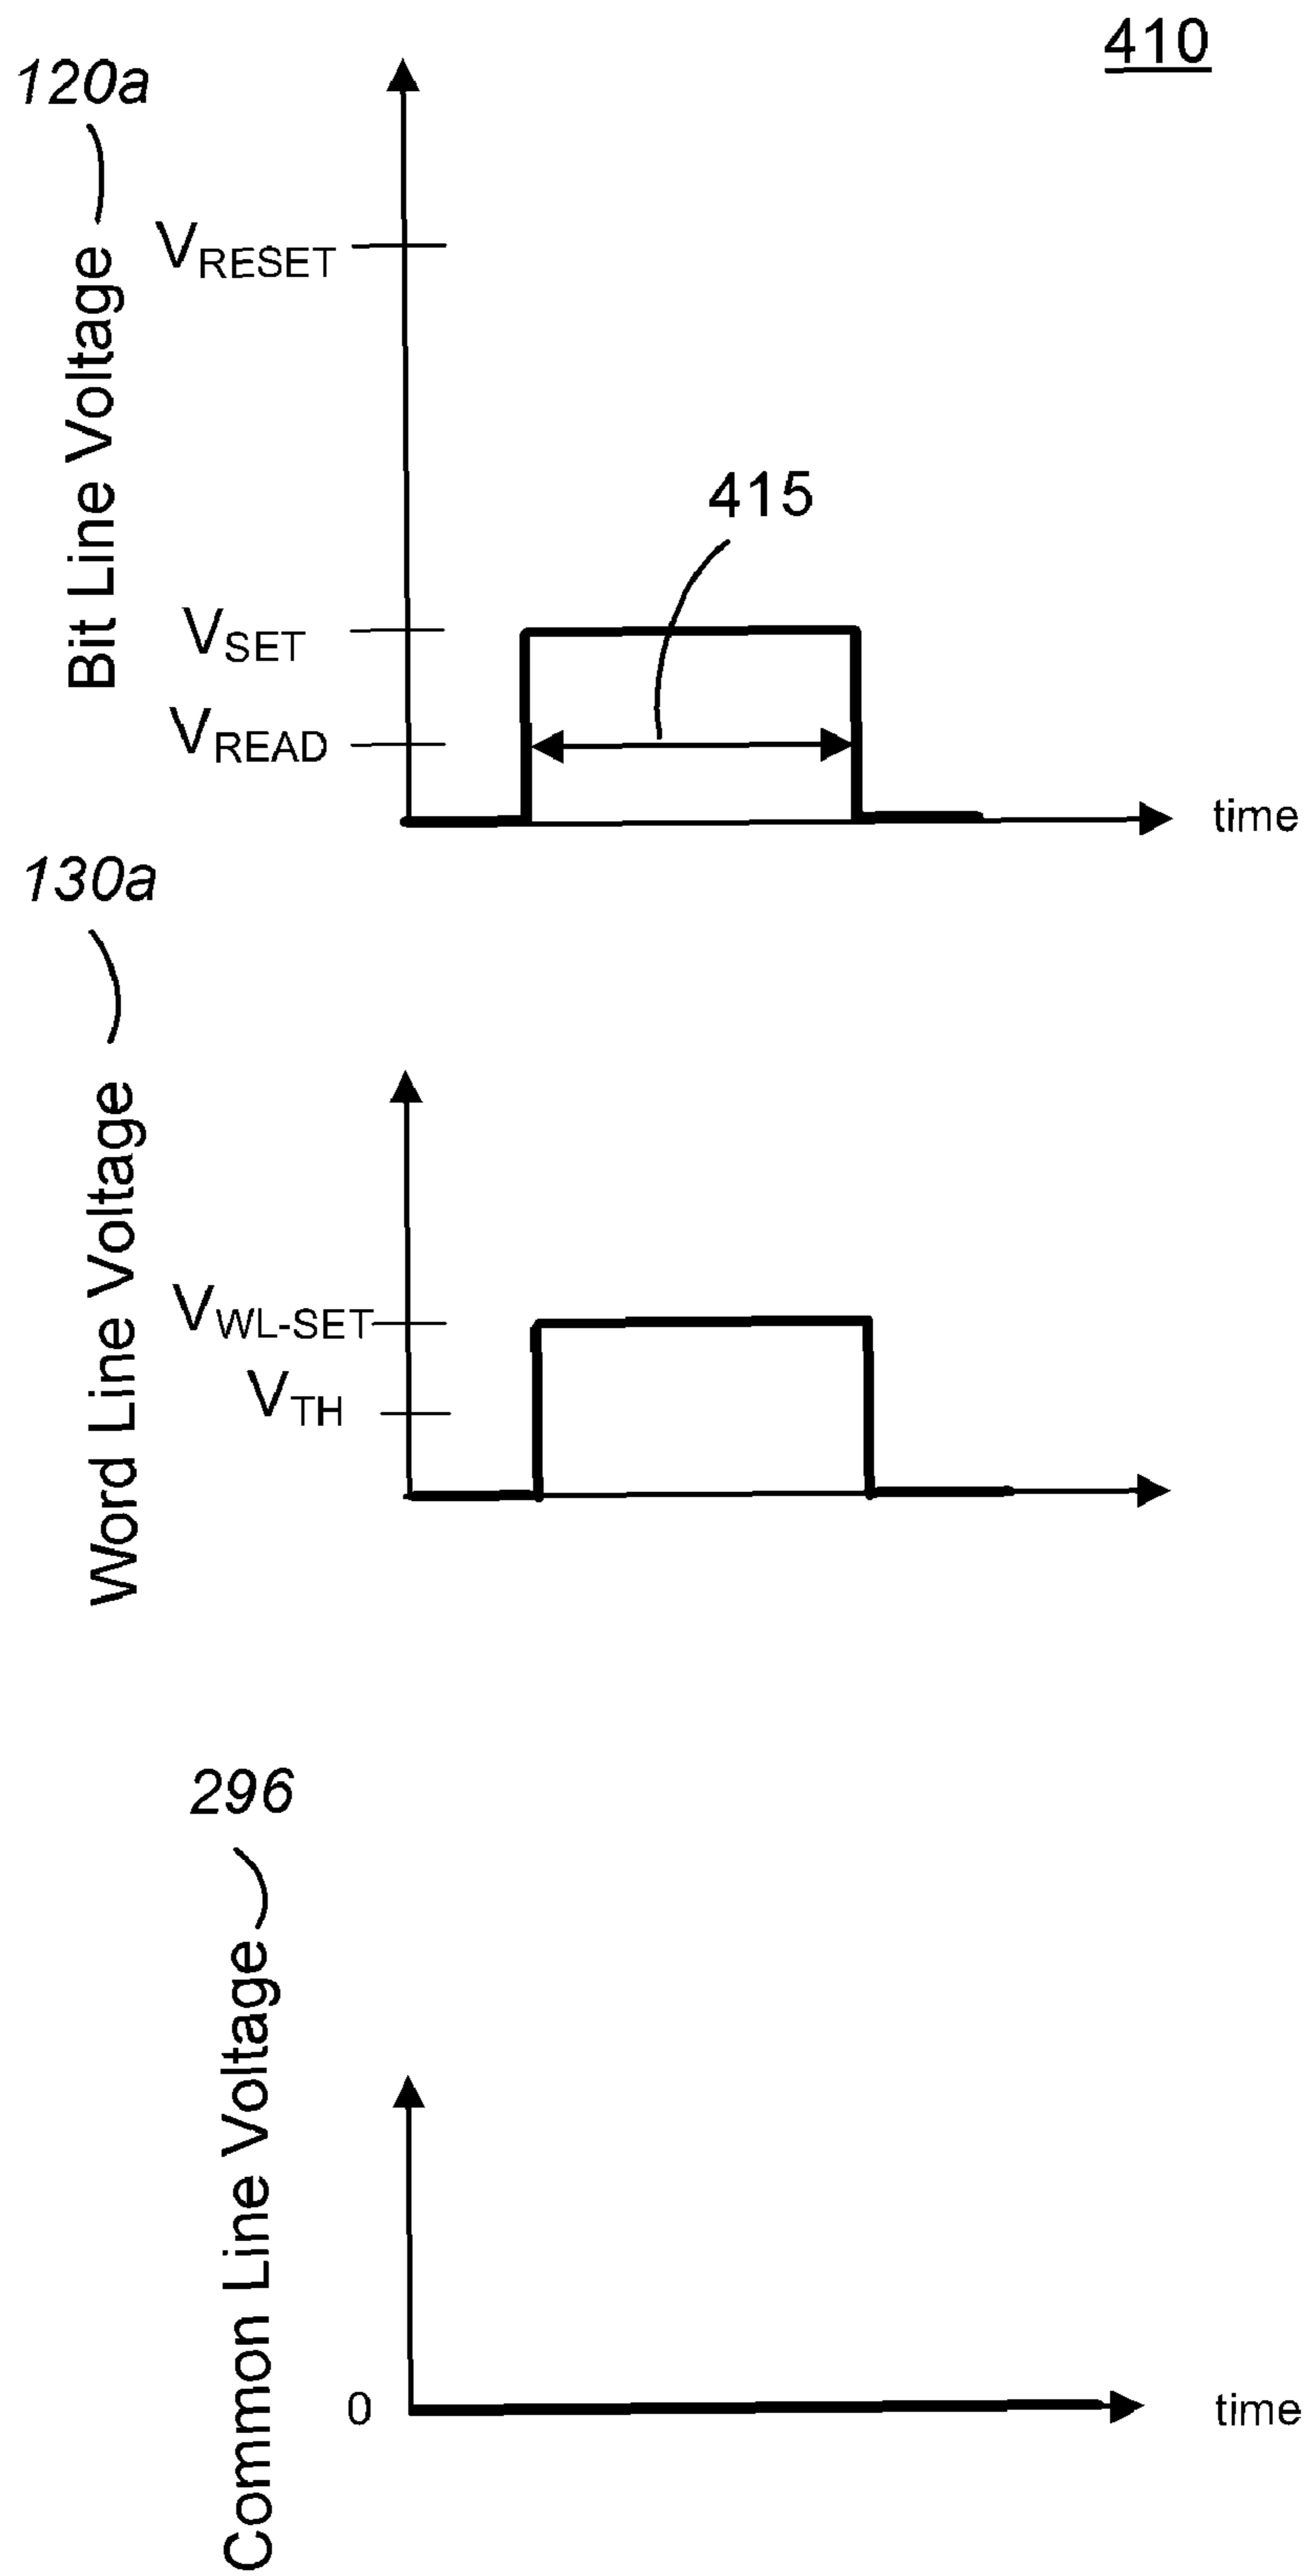 410
120a
Bit Line Voltage
VRESET
415
VSET
VREAD
time
130a
Word Line Voltage
VWL-SET
VTH
296
Common Line Voltage
0
time